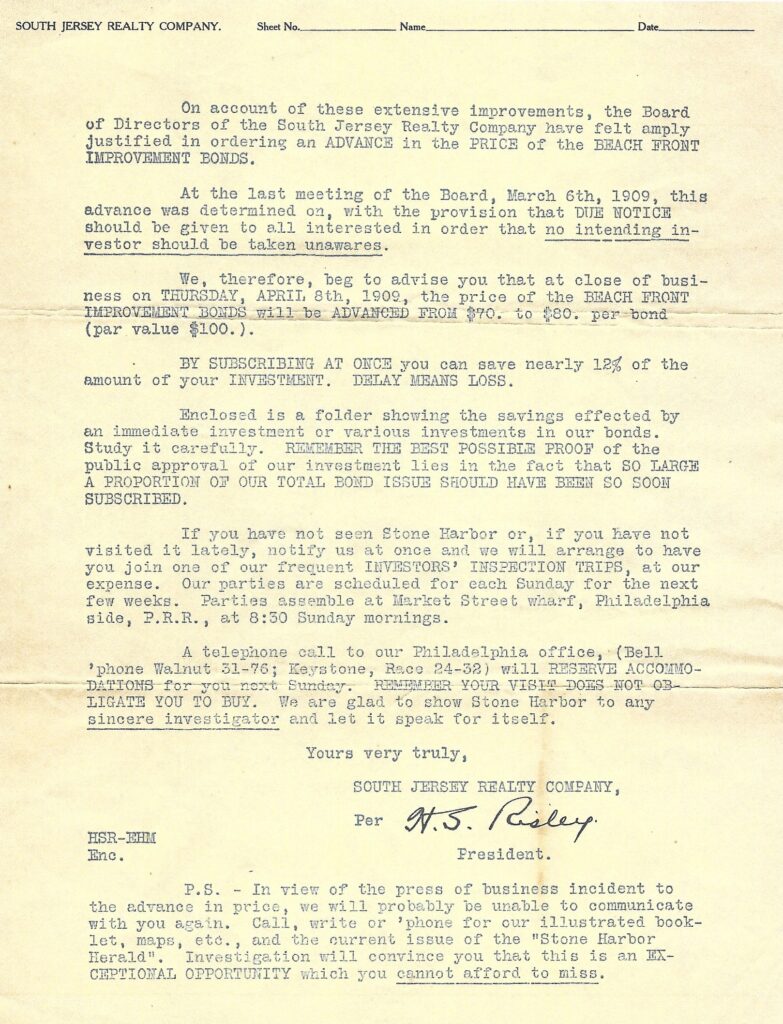 SOUTH JERSEY REALTY COMPANY. Sheet No. Name Date
On account of these extensive improvements, the Board
of Directors of the South Jersey Realty Company have felt amply
justified in ordering an ADVANCE in the PRICE of the BEACH FRONT
IMPROVEMENT BONDS.
At the last meeting of the Board, March 6th, 1909, this
advance was determined on, with the provision that DUE NOTICE
should be given to all interested in order that no intending in-
vestor should be taken unawares.
We, therefore, beg to advise you that at close of busi-
ness on THURSDAY, APRIL 8th, 1909, the price of the BEACH FRONT
IMPROVEMENT BONDS will be ADVANCED FROM $70. to $80. per bond
(par value $100.).
BY SUBSCRIBING AT ONCE you can save nearly 12% of the
amount of your INVESTMENT. DELAY MEANS LOSS.
Enclosed is a folder showing the savings effected by
an immediate investment or various investments in our bonds.
Study it carefully. REMEMBER THE BEST POSSIBLE PROOF of the
public approval of our investment lies in the fact that SO LARGE
A PROPORTION OF OUR TOTAL BOND ISSUE SHOULD HAVE BEEN SO SOON
SUBSCRIBED.
If you have not seen Stone Harbor or, if you have not
visited it lately, notify us at once and we will arrange to have
you join one of our frequent INVESTORS' INSPECTION TRIPS, at our
expense. Our parties are scheduled for each Sunday for the next
few weeks. Parties assemble at Market Street wharf, Philadelphia
side, P.R.R., at 8:30 Sunday mornings.
A telephone call to our Philadelphia office, (Bell
'phone Walnut 31-76; Keystone, Race 24-32) will RESERVE ACCOMMO-
DATIONS for you next Sunday. REMEMBER YOUR VISIT DOES NOT OB-
LIGATE YOU TO BUY. We are glad to show Stone Harbor to any
sincere investigator and let it speak for itself.
Yours very truly,
SOUTH JERSEY REALTY COMPANY,
Per H. S. Risley.
HSR-EHM
Enc. President.
P.S. - In view of the press of business incident to
the advance in price, we will probably be unable to communicate
with you again. Call, write or 'phone for our illustrated book-
let, maps, etc., and the current issue of the "Stone Harbor
Herald". Investigation will convince you that this is an EX-
CEPTIONAL OPPORTUNITY which you cannot afford to miss.